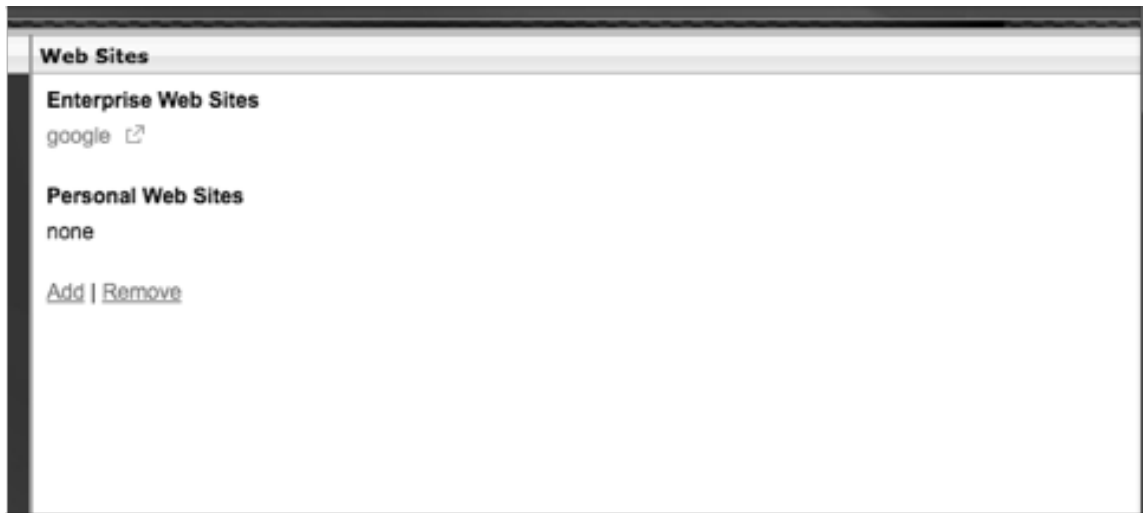 Web Sites
Enterprise Web Sites
google
Personal Web Sites
none
Add | Remove